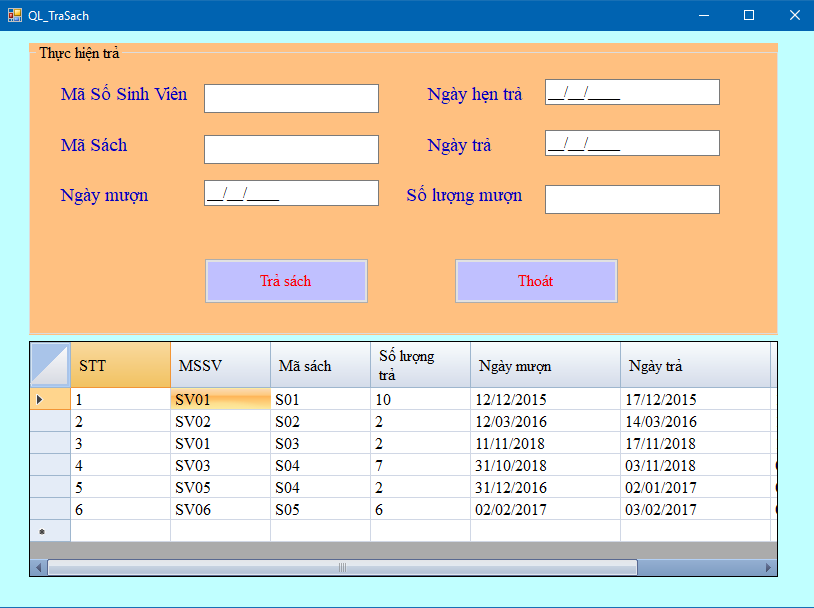 QL_TraSach
Thực hiện trả
Mã Số Sinh Viên
Ngày hẹn trả __/__/____
Mã Sách
Ngày trả __/__/____
Ngày mượn __/__/____
Số lượng mượn
Trả sách Thoát
STT MSSV Mã sách Số lượng trả Ngày mượn Ngày trả
1 SV01 S01 10 12/12/2015 17/12/2015
2 SV02 S02 2 12/03/2016 14/03/2016
3 SV01 S03 2 11/11/2018 17/11/2018
4 SV03 S04 7 31/10/2018 03/11/2018
5 SV05 S04 2 31/12/2016 02/01/2017
6 SV06 S05 6 02/02/2017 03/02/2017